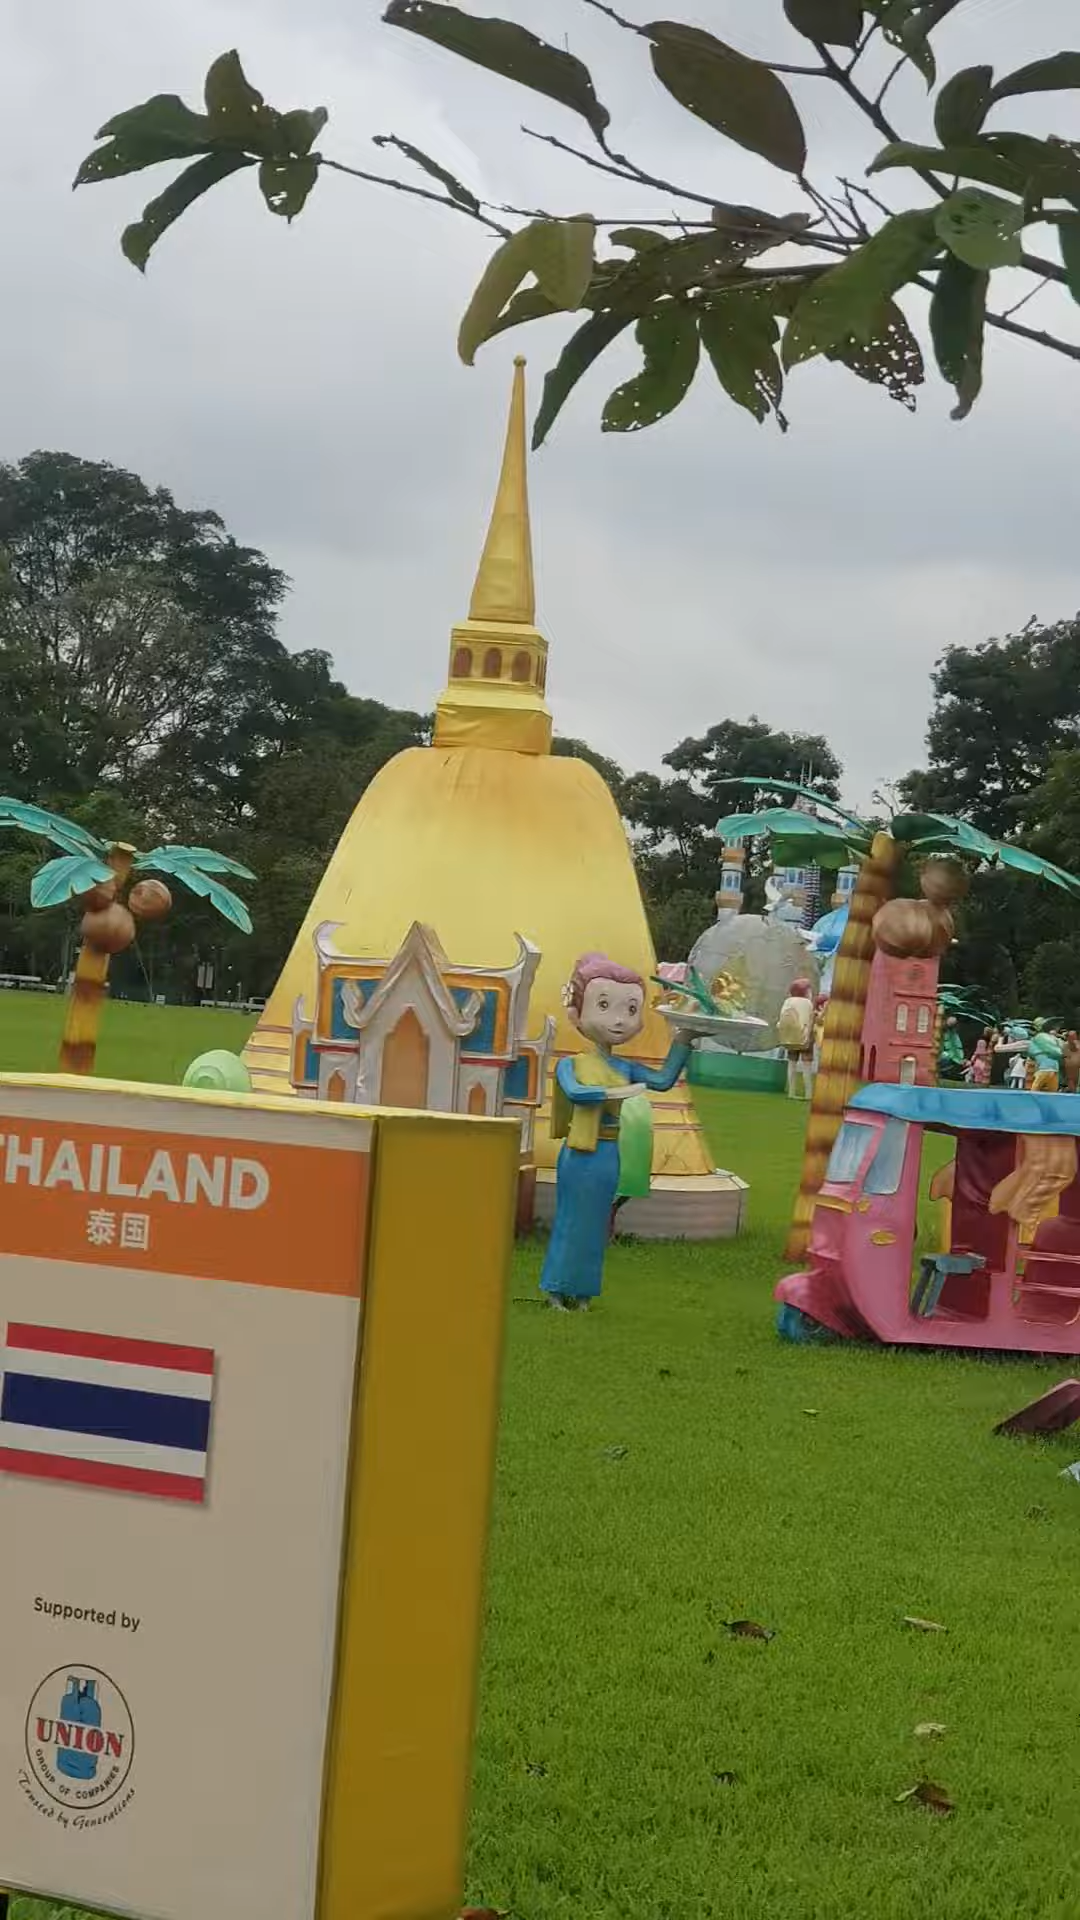 THAILAND
泰国
Supported by
UNION
GROUP OF COMPANIES
Trusted by Generations